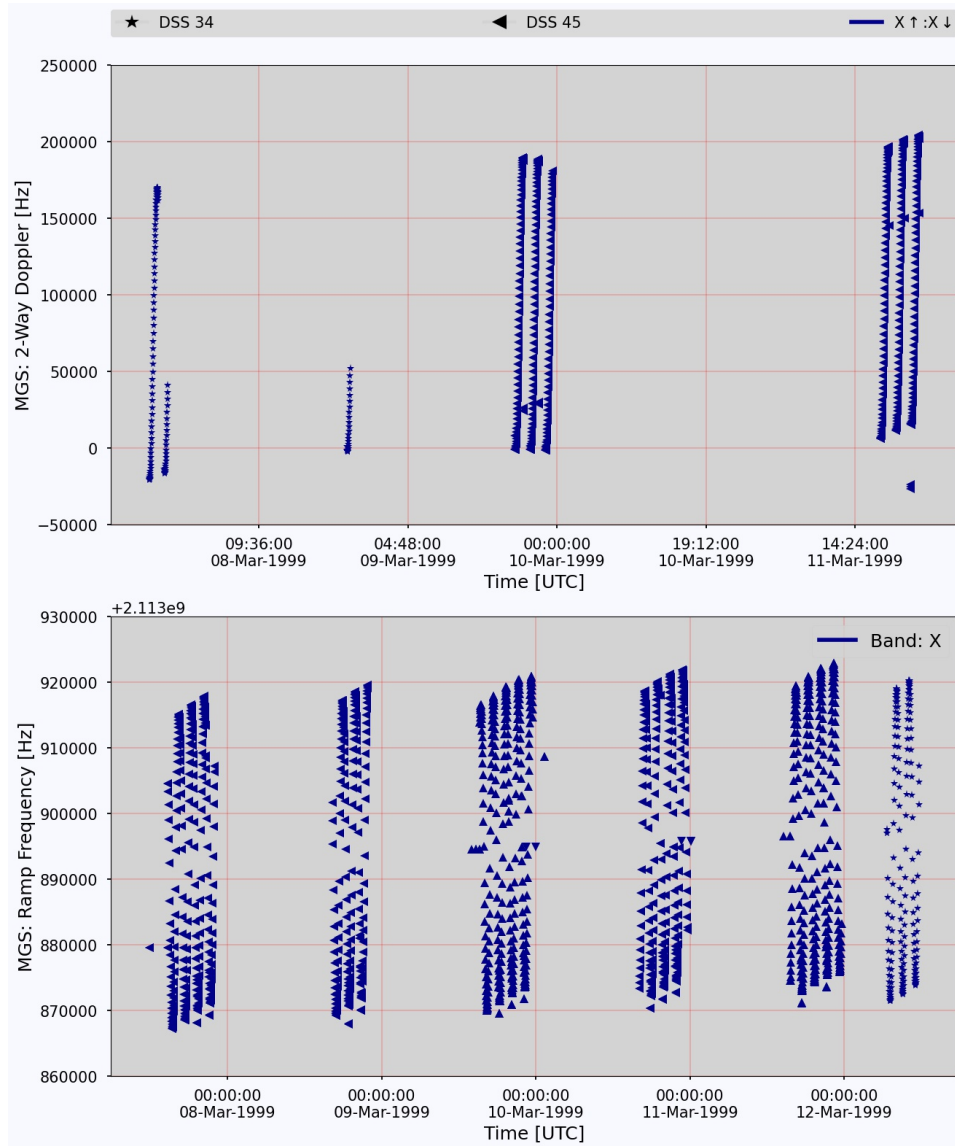 DSS 34 DSS 45 X↑:X↓
250000
200000
150000
100000
50000
0
−50000
MGS: 2-Way Doppler [Hz]
09:36:00 04:48:00 00:00:00 19:12:00 14:24:00
08-Mar-1999 09-Mar-1999 10-Mar-1999 10-Mar-1999 11-Mar-1999
Time [UTC]
+2.113e9
930000
920000
910000
900000
890000
880000
870000
860000
MGS: Ramp Frequency [Hz]
Band: X
00:00:00 00:00:00 00:00:00 00:00:00 00:00:00
08-Mar-1999 09-Mar-1999 10-Mar-1999 11-Mar-1999 12-Mar-1999
Time [UTC]